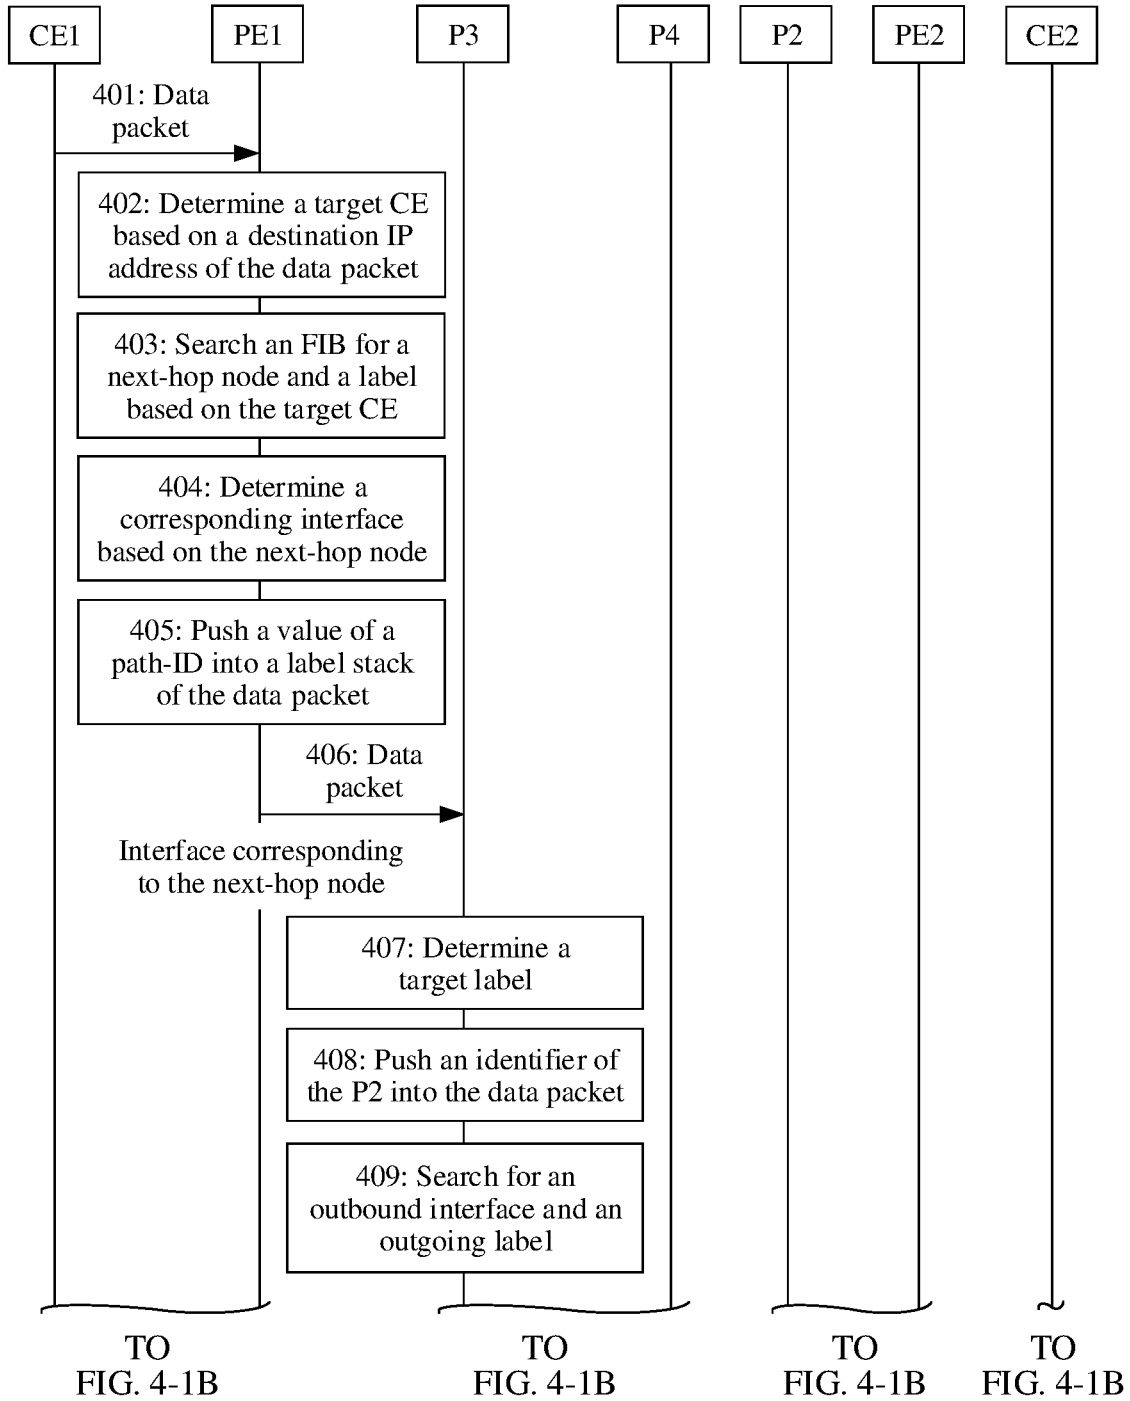 CE1
PE1
P3
P4
P2
PE2
CE2
401: Data
packet
402: Determine a target CE
based on a destination IP
address of the data packet
403: Search an FIB for a
next-hop node and a label
based on the target CE
404: Determine a
corresponding interface
based on the next-hop node
405: Push a value of a
path-ID into a label stack
of the data packet
406: Data
packet
Interface corresponding
to the next-hop node
407: Determine a
target label
408: Push an identifier of
the P2 into the data packet
409: Search for an
outbound interface and an
outgoing label
TO
FIG. 4-1B
TO
FIG. 4-1B
TO
FIG. 4-1B
TO
FIG. 4-1B